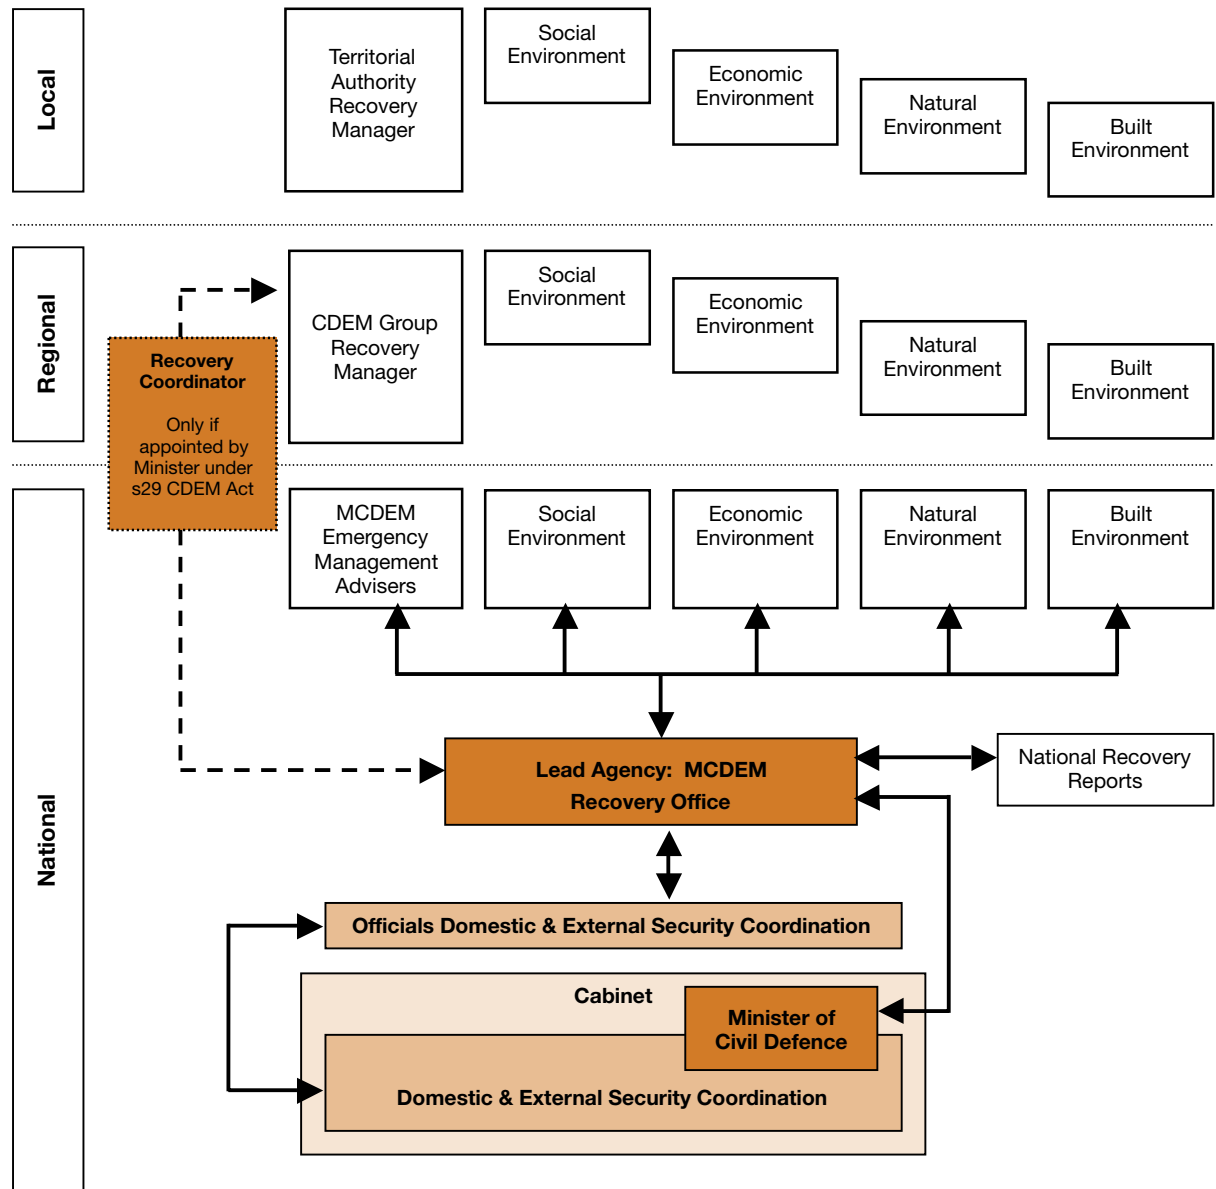 Local
Territorial
Authority
Recovery
Manager
Social
Environment
Economic
Environment
Natural
Environment
Built
Environment
Regional
Recovery
Coordinator
Only if
appointed by
Minister under
s29 CDEM Act
CDEM Group
Recovery
Manager
Social
Environment
Economic
Environment
Natural
Environment
Built
Environment
National
MCDEM
Emergency
Management
Advisers
Social
Environment
Economic
Environment
Natural
Environment
Built
Environment
Lead Agency: MCDEM
Recovery Office
National Recovery
Reports
Officials Domestic & External Security Coordination
Cabinet
Minister of
Civil Defence
Domestic & External Security Coordination